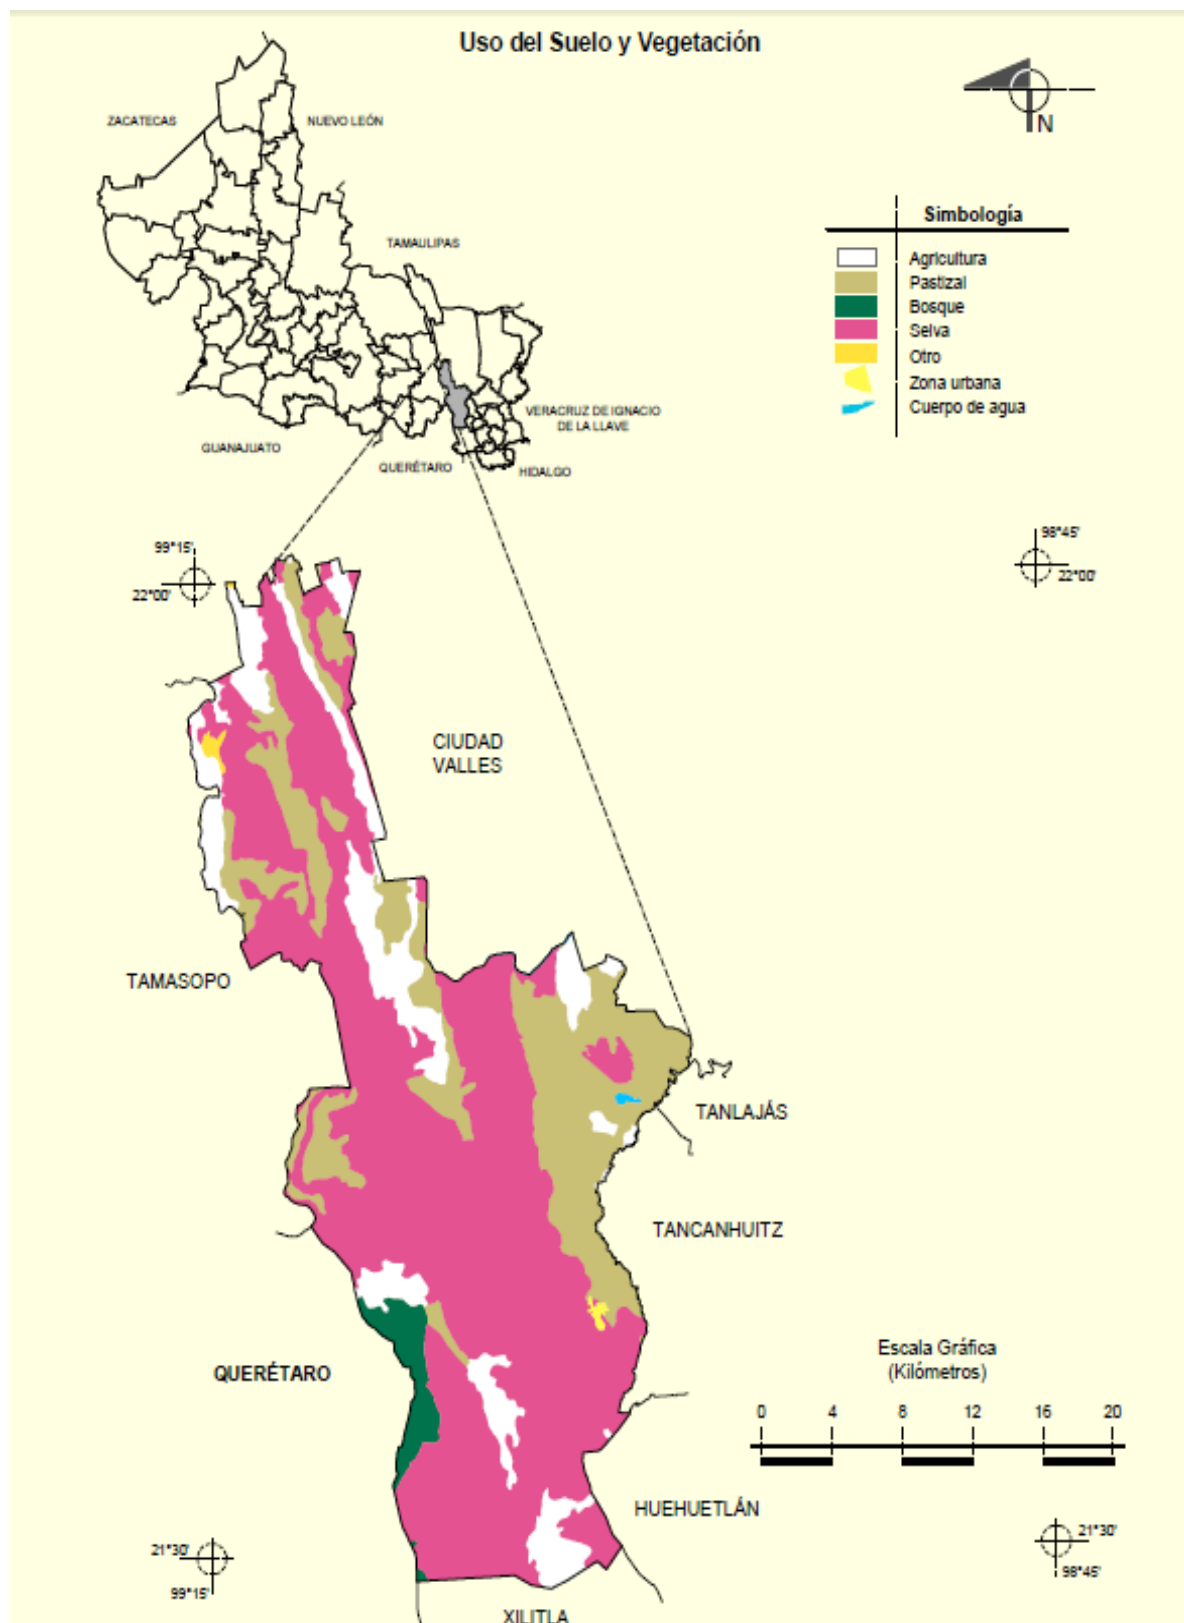 Uso del Suelo y Vegetación
N
ZACATECAS
NUEVO LEÓN
TAMAULIPAS
VERACRUZ DE IGNACIO
DE LA LLAVE
GUANAJUATO
QUERÉTARO
HIDALGO
Simbología
Agricultura
Pastizal
Bosque
Selva
Otro
Zona urbana
Cuerpo de agua
99°15'
22°00'
98°45'
22°00'
CIUDAD
VALLES
TAMASOPO
TANLAJÁS
TANCANHUITZ
QUERÉTARO
Escala Gráfica
(Kilómetros)
0 4 8 12 16 20
HUEHUETLÁN
21°30'
99°15'
21°30'
98°45'
XILITLA